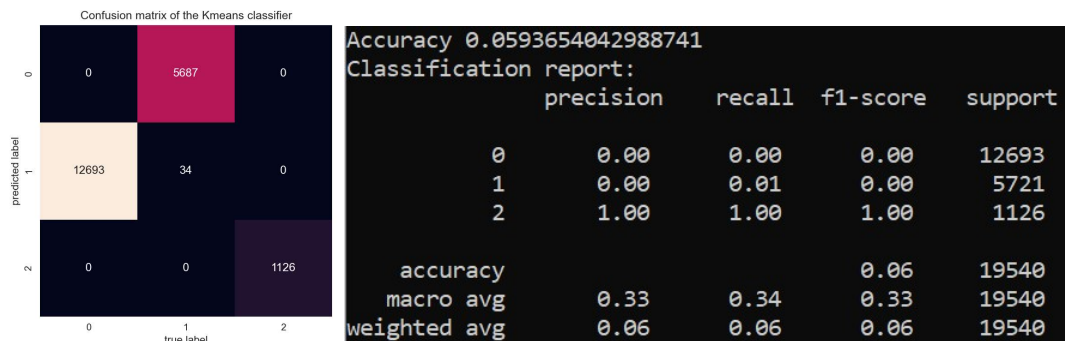 Confusion matrix of the Kmeans classifier
0 5687 0
0
12693 34 0
1
0 0 1126
2
predicted label
0 1 2
true label
Accuracy 0.0593654042988741
Classification report:
precision recall f1-score support
0 0.00 0.00 0.00 12693
1 0.00 0.01 0.00 5721
2 1.00 1.00 1.00 1126
accuracy 0.06 19540
macro avg 0.33 0.34 0.33 19540
weighted avg 0.06 0.06 0.06 19540